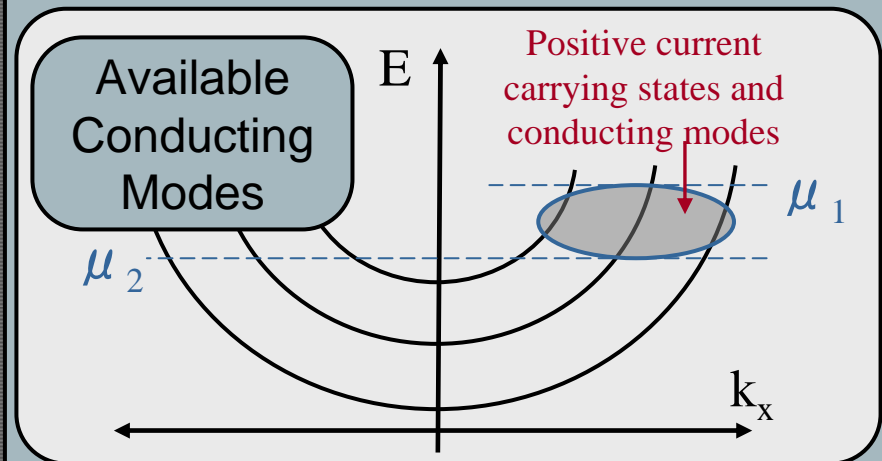 Available
Conducting
Modes
E
Positive current
carrying states and
conducting modes
μ 1
μ 2
kx